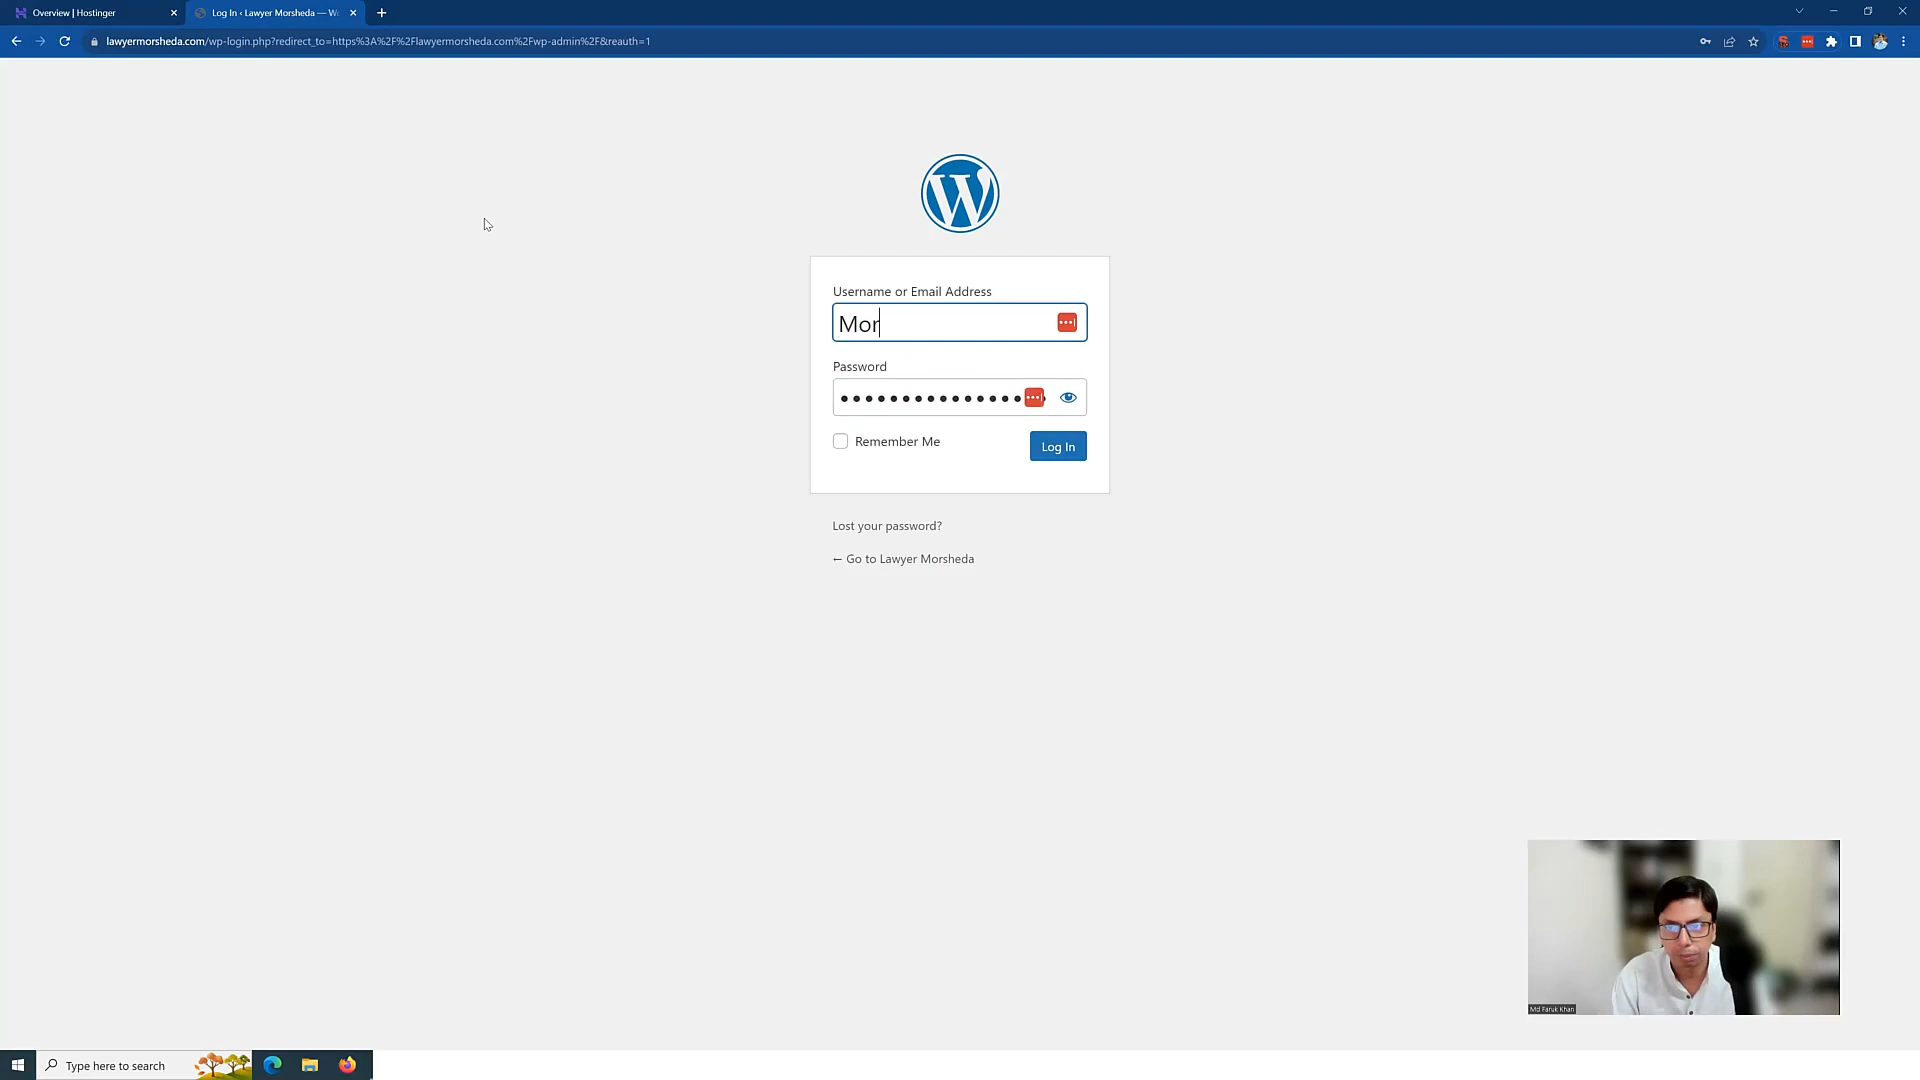 Overview | Hostinger
Log In ‹ Lawyer Morsheda — W
lawyermorsheda.com/wp-login.php?redirect_to=https%3A%2F%2Flawyermorsheda.com%2Fwp-admin%2F&reauth=1
Username or Email Address
Mor
Password
Remember Me
Log In
Lost your password?
← Go to Lawyer Morsheda
Md Faruk Khan
Type here to search